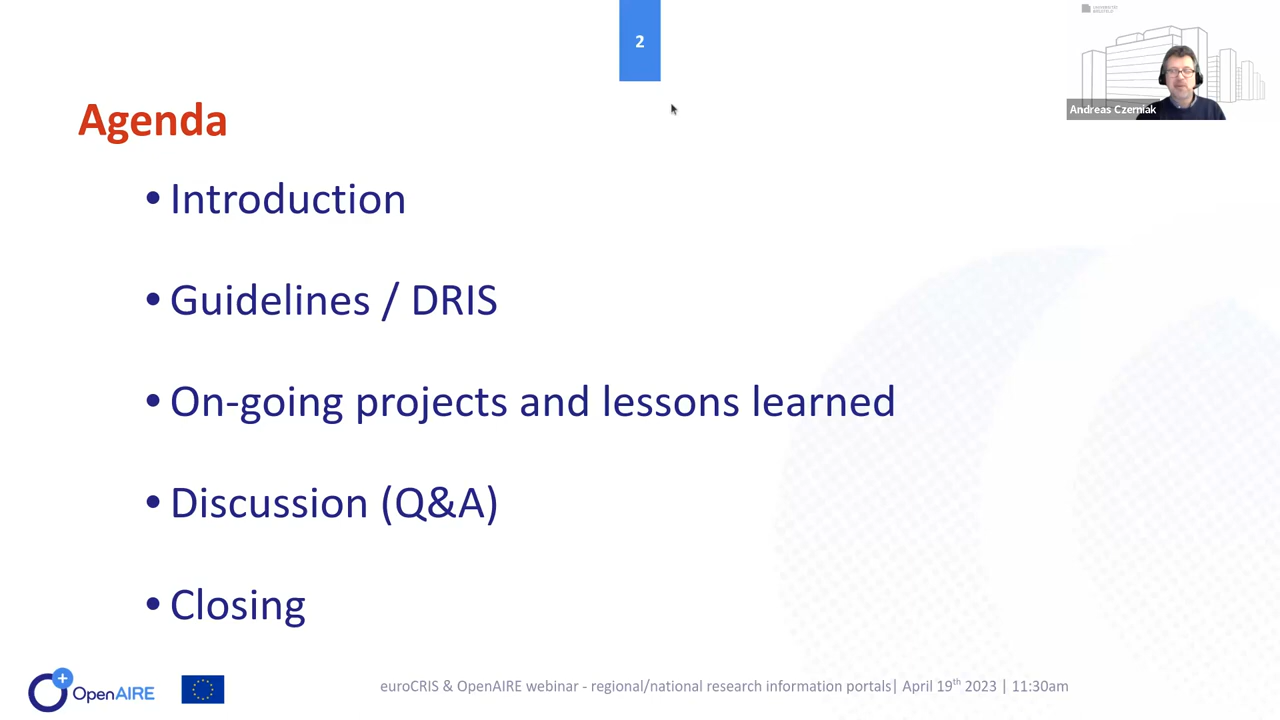 2
Andreas Czerniak
Agenda
• Introduction
• Guidelines / DRIS
• On-going projects and lessons learned
• Discussion (Q&A)
• Closing
OpenAIRE
euroCRIS & OpenAIRE webinar - regional/national research information portals| April 19th 2023 | 11:30am